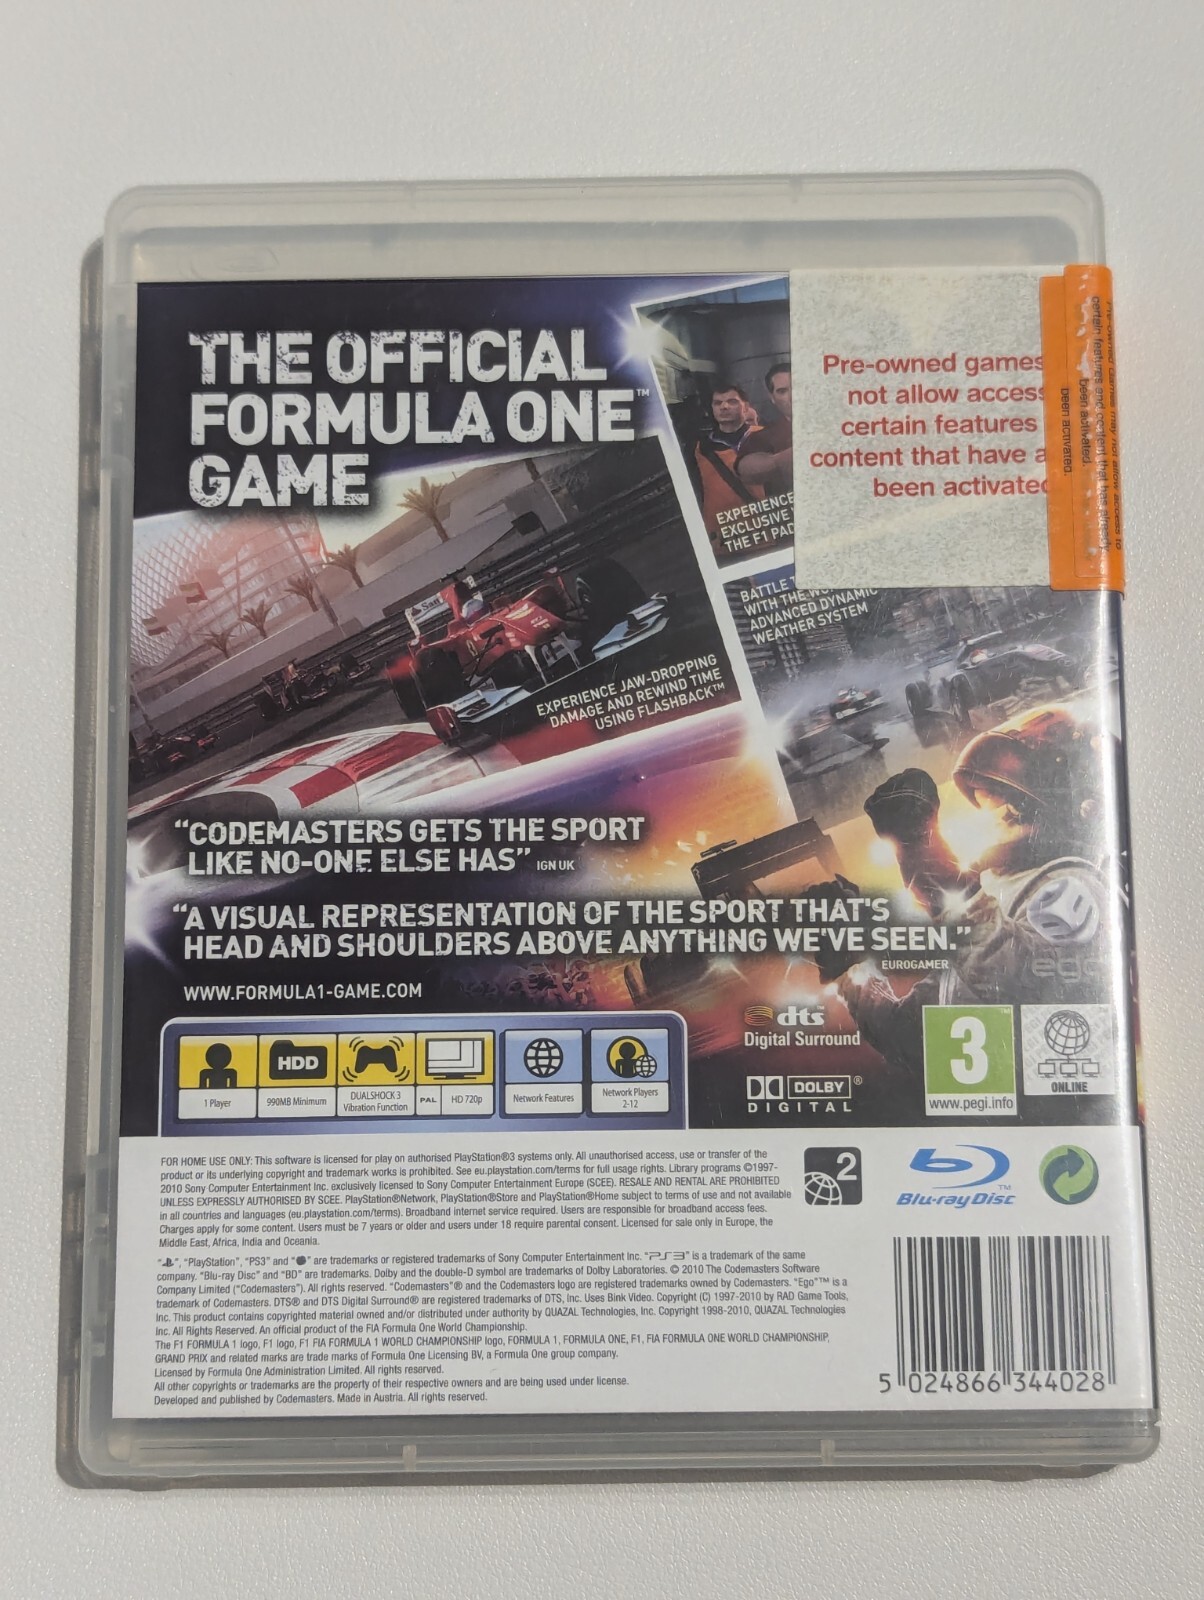 THE OFFICIAL
FORMULA ONE™
GAME
Pre-owned games
not allow access
certain features
content that have a
been activated
certain features and content that has already
been activated.
been activated.
EXPERIENCE
EXCLUSIVE
THE F1 PAD
BATTLE
WITH THE
ADVANCED DYNAMIC
WEATHER SYSTEM
EXPERIENCE JAW-DROPPING
DAMAGE AND REWIND TIME
USING FLASHBACK™
"CODEMASTERS GETS THE SPORT
LIKE NO-ONE ELSE HAS" IGN UK
"A VISUAL REPRESENTATION OF THE SPORT THAT'S
HEAD AND SHOULDERS ABOVE ANYTHING WE'VE SEEN."
EUROGAMER
ego
WWW.FORMULA1-GAME.COM
1 Player
HDD
990MB Minimum
DUALSHOCK 3
Vibration Function
PAL HD 720p
Network Features
Network Players
2-12
dts
Digital Surround
DOLBY®
DIGITAL
3
www.pegi.info
ONLINE
FOR HOME USE ONLY: This software is licensed for play on authorised PlayStation®3 systems only. All unauthorised access, use or transfer of the
product or its underlying copyright and trademark works is prohibited. See eu.playstation.com/terms for full usage rights. Library programs ©1997-
2010 Sony Computer Entertainment Inc. exclusively licensed to Sony Computer Entertainment Europe (SCEE). RESALE AND RENTAL ARE PROHIBITED
UNLESS EXPRESSLY AUTHORISED BY SCEE. PlayStation®Network, PlayStation®Store and PlayStation®Home subject to terms of use and not available
in all countries and languages (eu.playstation.com/terms). Broadband internet service required. Users are responsible for broadband access fees.
Charges apply for some content. Users must be 7 years or older and users under 18 require parental consent. Licensed for sale only in Europe, the
Middle East, Africa, India and Oceania.
2
Blu-ray Disc™
"", "PlayStation", "PS3" and "" are trademarks or registered trademarks of Sony Computer Entertainment Inc. "PS3" is a trademark of the same
company. "Blu-ray Disc" and "BD" are trademarks. Dolby and the double-D symbol are trademarks of Dolby Laboratories. © 2010 The Codemasters Software
Company Limited ("Codemasters"). All rights reserved. "Codemasters"® and the Codemasters logo are registered trademarks owned by Codemasters. "Ego"™ is a
trademark of Codemasters. DTS® and DTS Digital Surround® are registered trademarks of DTS, Inc. Uses Bink Video. Copyright (C) 1997-2010 by RAD Game Tools,
Inc. This product contains copyrighted material owned and/or distributed under authority by QUAZAL Technologies, Inc. Copyright 1998-2010, QUAZAL Technologies
Inc. All Rights Reserved. An official product of the FIA Formula One World Championship.
The F1 FORMULA 1 logo, F1 logo, F1 FIA FORMULA 1 WORLD CHAMPIONSHIP logo, FORMULA 1, FORMULA ONE, F1, FIA FORMULA ONE WORLD CHAMPIONSHIP,
GRAND PRIX and related marks are trade marks of Formula One Licensing BV, a Formula One group company.
Licensed by Formula One Administration Limited. All rights reserved.
All other copyrights or trademarks are the property of their respective owners and are being used under license.
Developed and published by Codemasters. Made in Austria. All rights reserved.
5 024866 344028